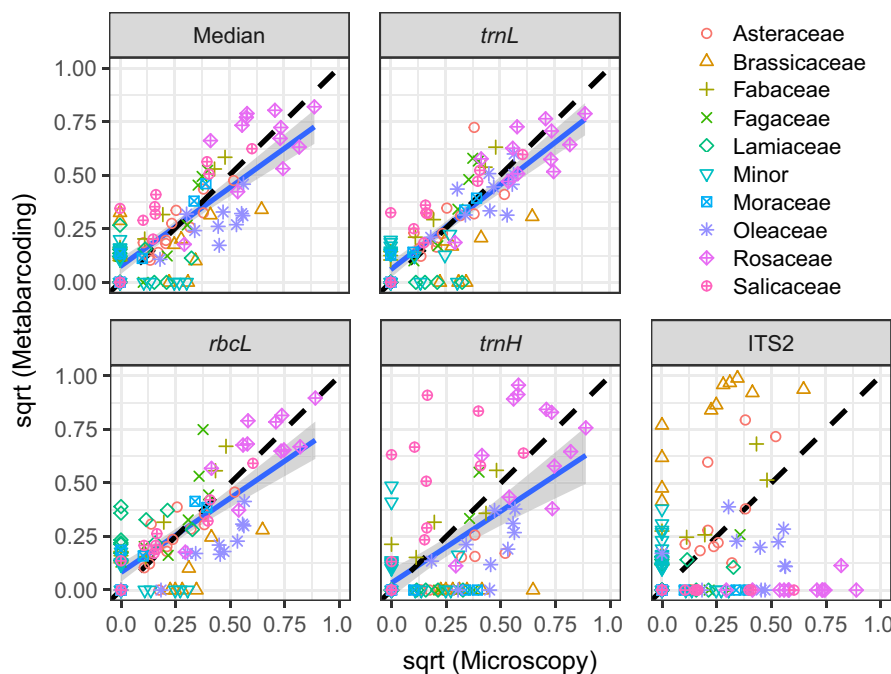 Median
trnL
Asteraceae
Brassicaceae
Fabaceae
Fagaceae
Lamiaceae
Minor
Moraceae
Oleaceae
Rosaceae
Salicaceae
1.00
0.75
0.50
0.25
0.00
sqrt (Metabarcoding)
rbcL
trnH
ITS2
1.00
0.75
0.50
0.25
0.00
0.0 0.25 0.50 0.75 1.0
0.0 0.25 0.50 0.75 1.0
0.0 0.25 0.50 0.75 1.0
sqrt (Microscopy)